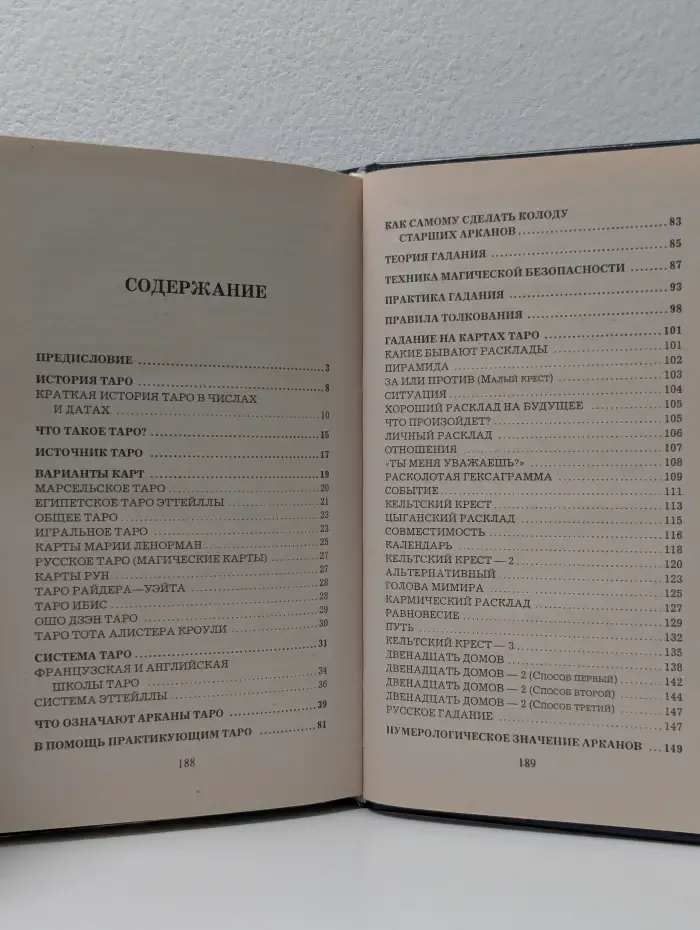 СОДЕРЖАНИЕ
ПРЕДИСЛОВИЕ 3
ИСТОРИЯ ТАРО 8
КРАТКАЯ ИСТОРИЯ ТАРО В ЧИСЛАХ
И ДАТАХ 10
ЧТО ТАКОЕ ТАРО? 15
ИСТОЧНИК ТАРО 17
ВАРИАНТЫ КАРТ 19
МАРСЕЛЬСКОЕ ТАРО 20
ЕГИПЕТСКОЕ ТАРО ЭТТЕЙЛЛЫ 21
ОБЩЕЕ ТАРО 23
ИГРАЛЬНОЕ ТАРО 23
КАРТЫ МАРИИ ЛЕНОРМАН 25
РУССКОЕ ТАРО (МАГИЧЕСКИЕ КАРТЫ) 27
КАРТЫ РУН 27
ТАРО РАЙДЕРА—УЭЙТА 28
ТАРО ИБИС 28
ОШО ДЗЭН ТАРО 29
ТАРО ТОТА АЛИСТЕРА КРОУЛИ 30
СИСТЕМА ТАРО 31
ФРАНЦУЗСКАЯ И АНГЛИЙСКАЯ
ШКОЛЫ ТАРО 34
СИСТЕМА ЭТТЕЙЛЛЫ 36
ЧТО ОЗНАЧАЮТ АРКАНЫ ТАРО 39
В ПОМОЩЬ ПРАКТИКУЮЩИМ ТАРО 81
188
КАК САМОМУ СДЕЛАТЬ КОЛОДУ
СТАРШИХ АРКАНОВ 83
ТЕОРИЯ ГАДАНИЯ 85
ТЕХНИКА МАГИЧЕСКОЙ БЕЗОПАСНОСТИ 87
ПРАКТИКА ГАДАНИЯ 93
ПРАВИЛА ТОЛКОВАНИЯ 98
ГАДАНИЕ НА КАРТАХ ТАРО 101
КАКИЕ БЫВАЮТ РАСКЛАДЫ 101
ПИРАМИДА 102
ЗА ИЛИ ПРОТИВ (Малый крест) 103
СИТУАЦИЯ 104
ХОРОШИЙ РАСКЛАД НА БУДУЩЕЕ 105
ЧТО ПРОИЗОЙДЕТ? 105
ЛИЧНЫЙ РАСКЛАД 106
ОТНОШЕНИЯ 107
«ТЫ МЕНЯ УВАЖАЕШЬ?» 108
РАСКОЛОТАЯ ГЕКСАГРАММА 109
СОБЫТИЕ 111
КЕЛЬТСКИЙ КРЕСТ 113
ЦЫГАНСКИЙ РАСКЛАД 115
СОВМЕСТИМОСТЬ 116
КАЛЕНДАРЬ 118
КЕЛЬТСКИЙ КРЕСТ — 2 120
АЛЬТЕРНАТИВНЫЙ 123
ГОЛОВА МИМИРА 125
КАРМИЧЕСКИЙ РАСКЛАД 127
РАВНОВЕСИЕ 129
ПУТЬ 132
КЕЛЬТСКИЙ КРЕСТ — 3 135
ДВЕНАДЦАТЬ ДОМОВ 138
ДВЕНАДЦАТЬ ДОМОВ — 2 (Способ первый) 142
ДВЕНАДЦАТЬ ДОМОВ — 2 (Способ второй) 144
ДВЕНАДЦАТЬ ДОМОВ — 2 (Способ третий) 147
РУССКОЕ ГАДАНИЕ 147
НУМЕРОЛОГИЧЕСКОЕ ЗНАЧЕНИЕ АРКАНОВ 149
189